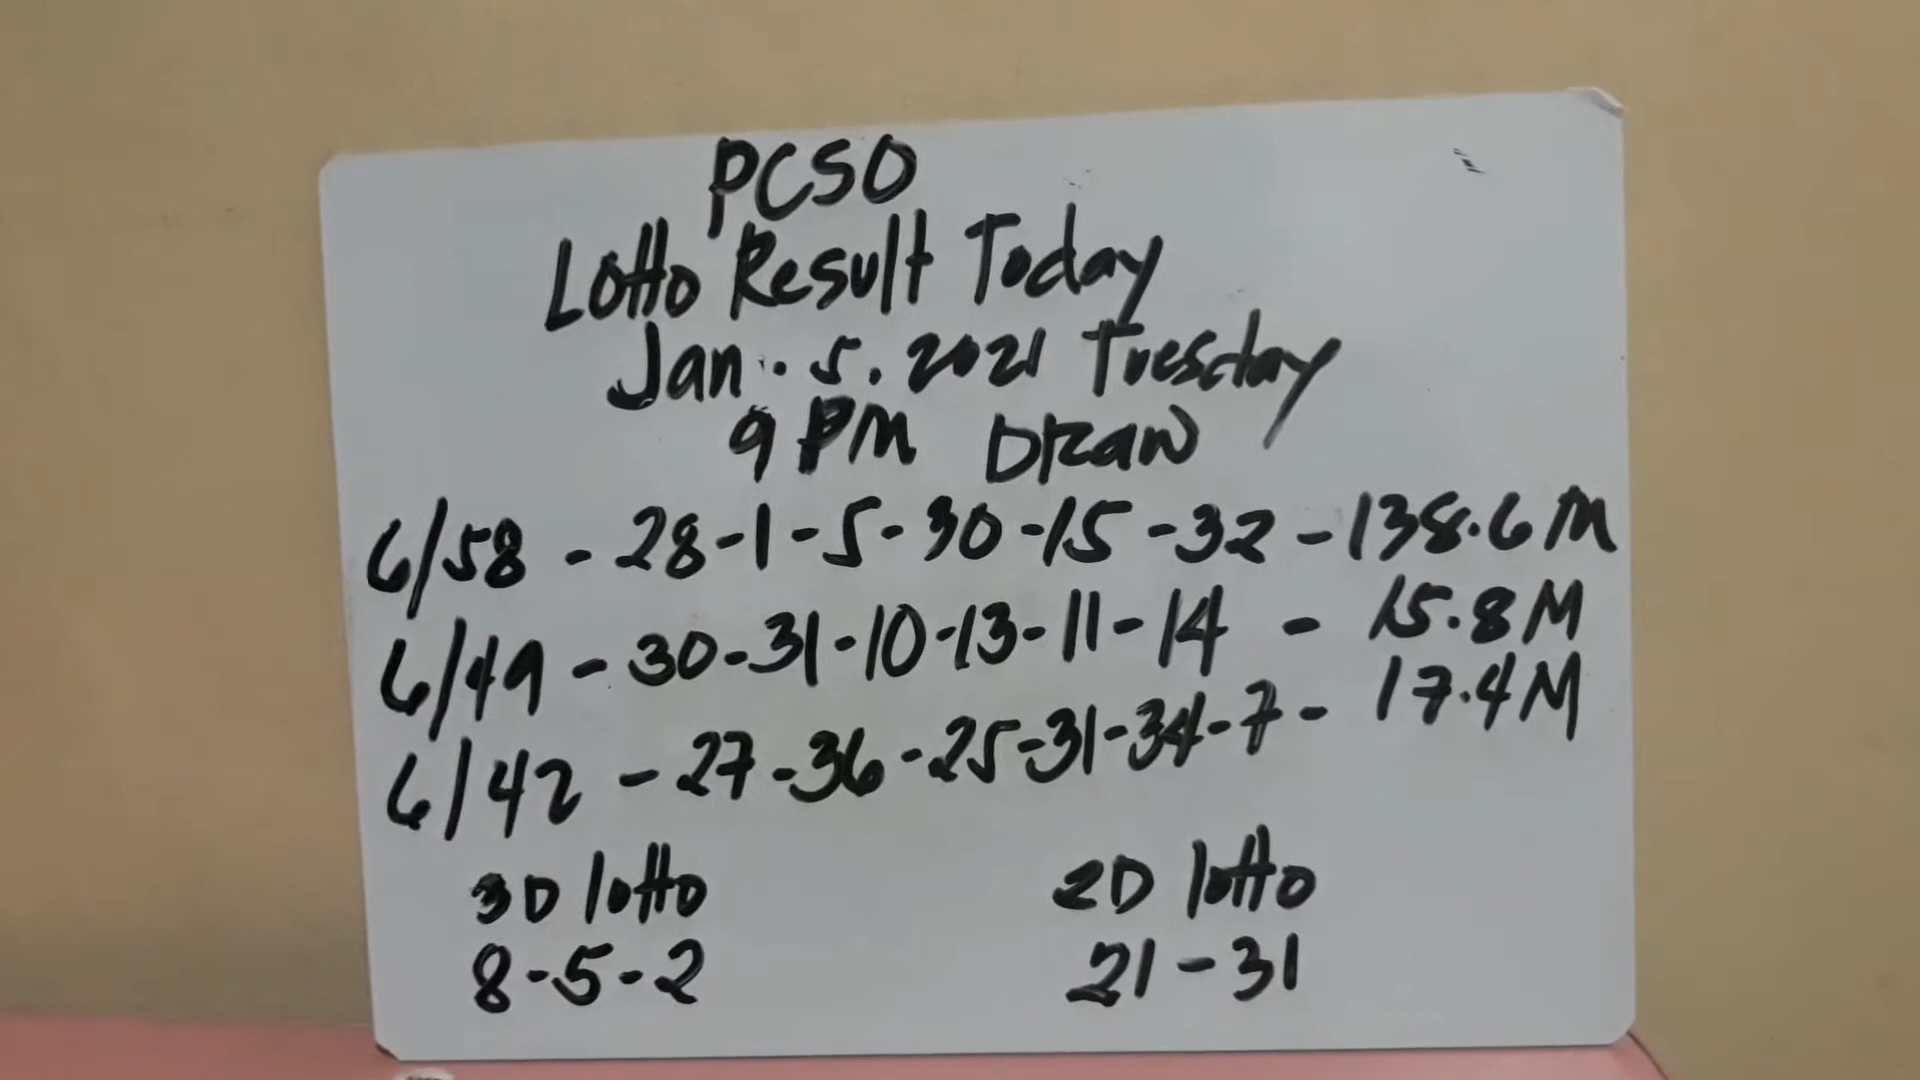 PCSO
Lotto Result Today
Jan. 5. 2021 Tuesday
9 PM Draw
6/58 - 28-1-5-30-15-32-138.6M
6/49 - 30-31-10-13-11-14 - 15.8M
6/42 - 27-36-25-31-34-7- 17.4M
3D lotto 2D lotto
8-5-2 21-31